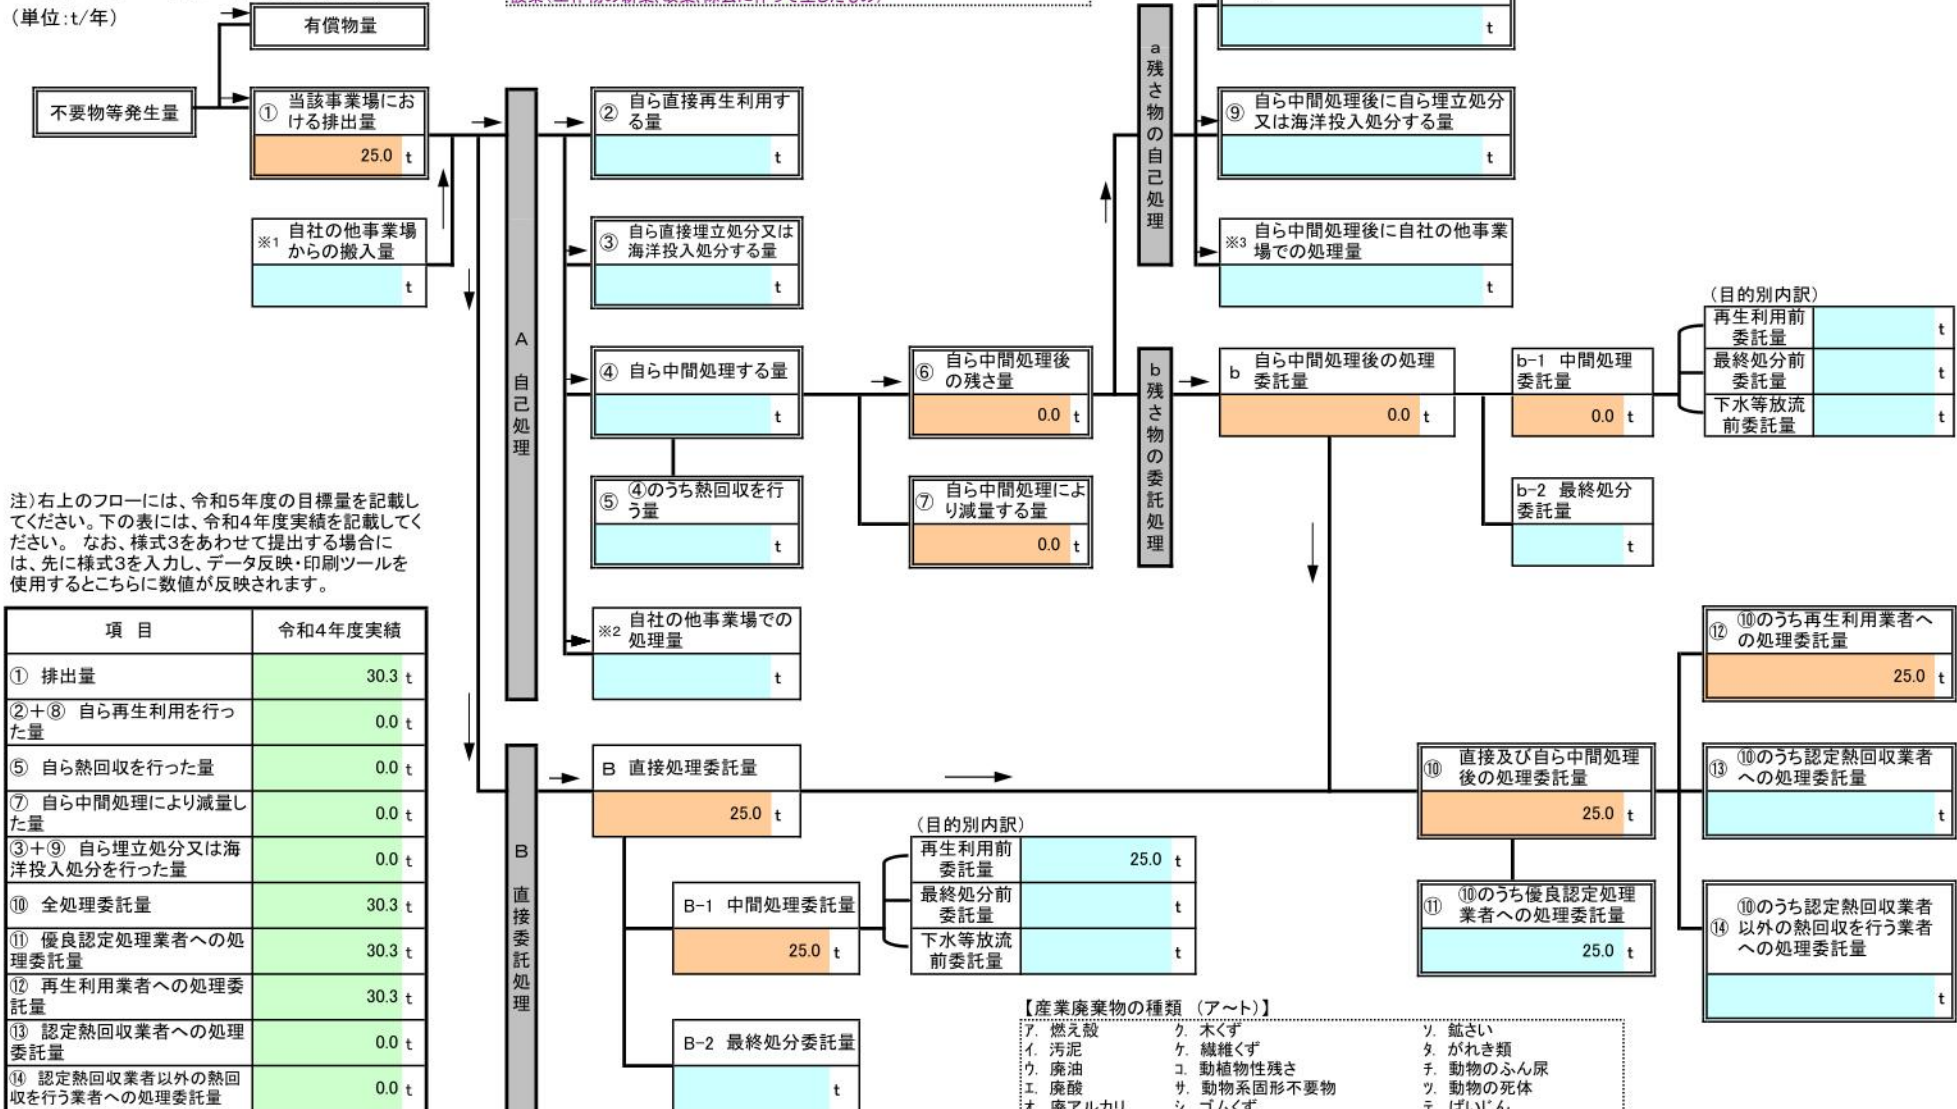 (単位:t/年)
有償物量
不要物等発生量
① 当該事業場にお
ける排出量
25.0 t
※1 自社の他事業場
からの搬入量
t
A 自己処理
② 自ら直接再生利用す
る量
t
③ 自ら直接埋立処分又は
海洋投入処分する量
t
④ 自ら中間処理する量
t
⑤ ④のうち熱回収を行
う量
t
※2 自社の他事業場での
処理量
t
⑥ 自ら中間処理後
の残さ量
0.0 t
⑦ 自ら中間処理によ
り減量する量
0.0 t
a 残さ物の自己処理
t
⑨ 自ら中間処理後に自ら埋立処分
又は海洋投入処分する量
t
※3 自ら中間処理後に自社の他事業
場での処理量
t
b 残さ物の委託処理
b 自ら中間処理後の処理
委託量
0.0 t
b-1 中間処理
委託量
0.0 t
b-2 最終処分
委託量
t
(目的別内訳)
再生利用前
委託量
t
最終処分前
委託量
t
下水等放流
前委託量
t
注)右上のフローには、令和5年度の目標量を記載し
てください。下の表には、令和4年度実績を記載してく
ださい。 なお、様式3をあわせて提出する場合に
は、先に様式3を入力し、データ反映・印刷ツールを
使用するとこちらに数値が反映されます。
項 目 令和4年度実績
① 排出量 30.3 t
②+⑧ 自ら再生利用を行っ
た量 0.0 t
⑤ 自ら熱回収を行った量 0.0 t
⑦ 自ら中間処理により減量し
た量 0.0 t
③+⑨ 自ら埋立処分又は海
洋投入処分を行った量 0.0 t
⑩ 全処理委託量 30.3 t
⑪ 優良認定処理業者への処
理委託量 30.3 t
⑫ 再生利用業者への処理委
託量 30.3 t
⑬ 認定熱回収業者への処理
委託量 0.0 t
⑭ 認定熱回収業者以外の熱回
収を行う業者への処理委託量 0.0 t
B 直接委託処理
B 直接処理委託量
25.0 t
B-1 中間処理委託量
25.0 t
B-2 最終処分委託量
t
(目的別内訳)
再生利用前
委託量
25.0 t
最終処分前
委託量
t
下水等放流
前委託量
t
⑩ 直接及び自ら中間処理
後の処理委託量
25.0 t
⑪ ⑩のうち優良認定処理
業者への処理委託量
25.0 t
⑫ ⑩のうち再生利用業者へ
の処理委託量
25.0 t
⑬ ⑩のうち認定熱回収業者
への処理委託量
t
⑭ ⑩のうち認定熱回収業者
以外の熱回収を行う業者
への処理委託量
t
【産業廃棄物の種類 (ア~ト)】
ア. 燃え殻 ク. 木くず ソ. 鉱さい
イ. 汚泥 ケ. 繊維くず タ. がれき類
ウ. 廃油 コ. 動植物性残さ チ. 動物のふん尿
エ. 廃酸 サ. 動物系固形不要物 ツ. 動物の死体
オ. 廃アルカリ シ. ゴムくず テ. ばいじん